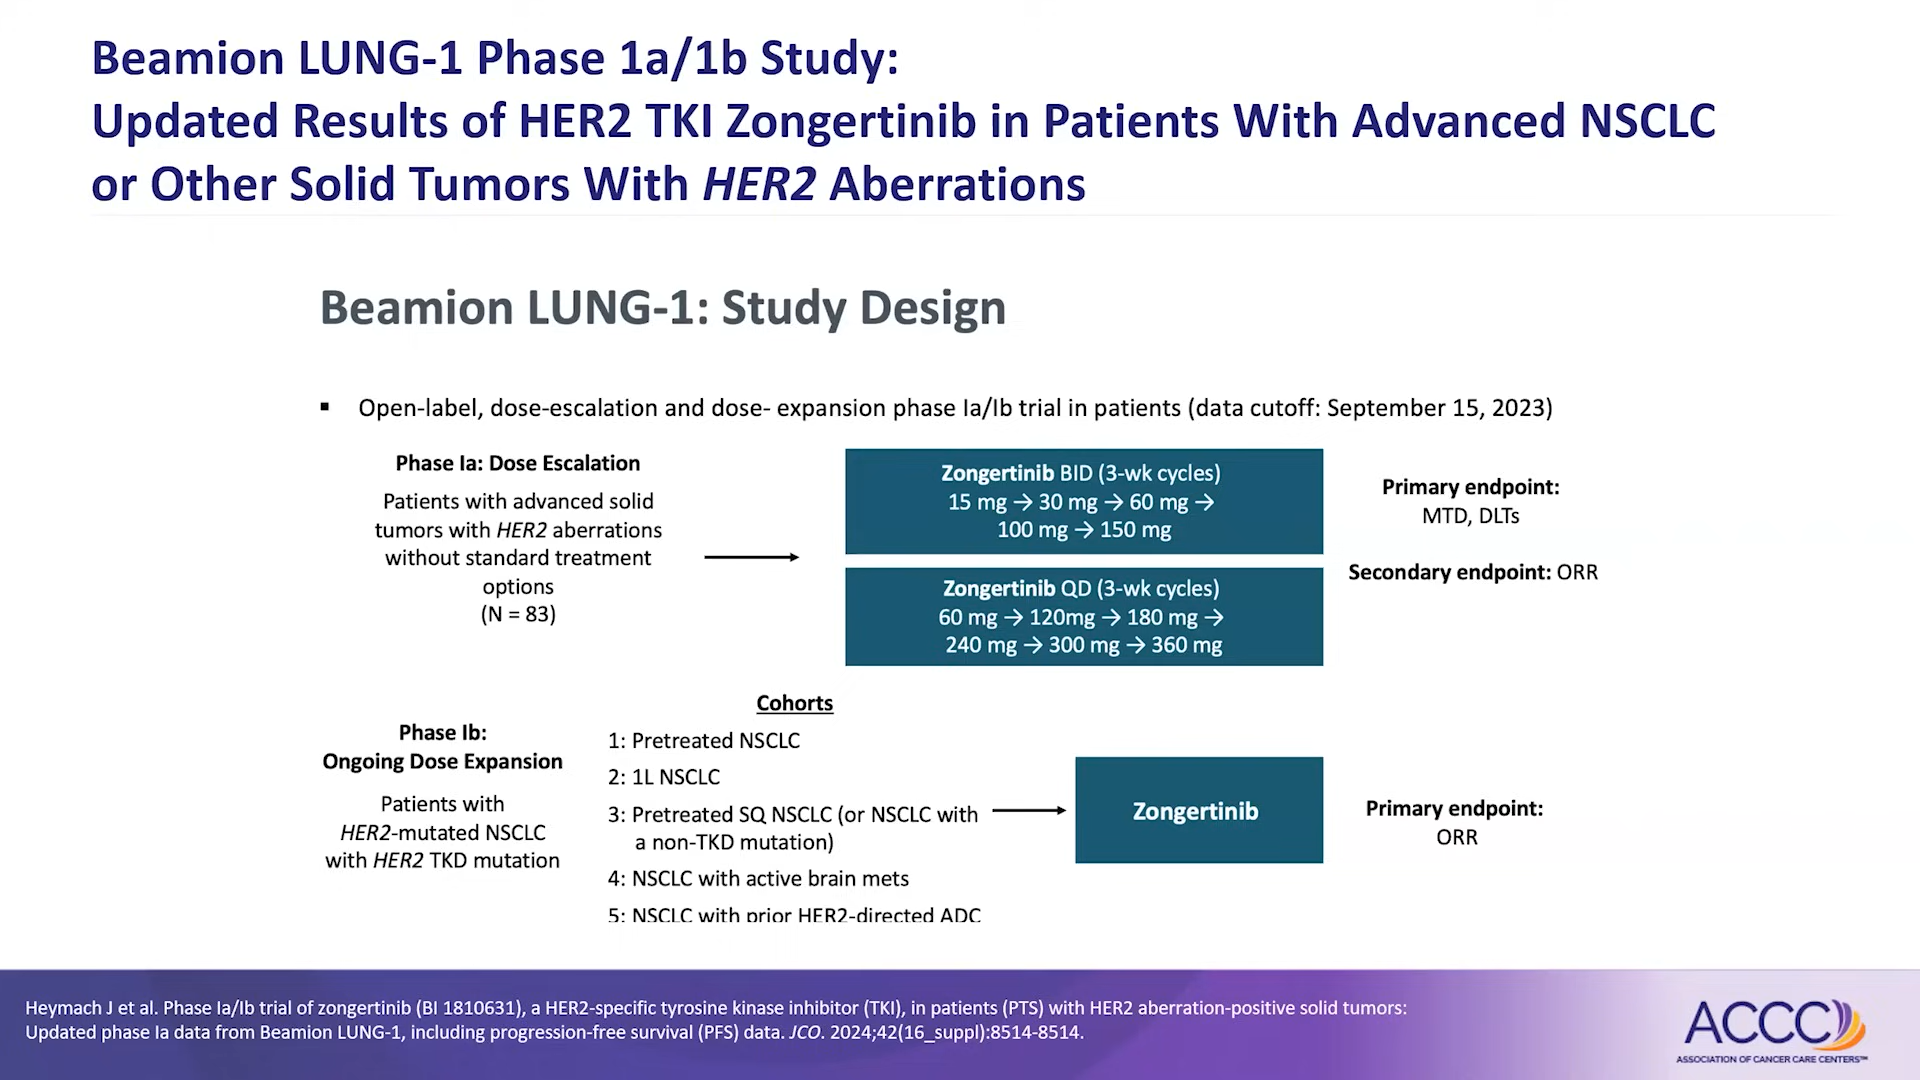 Beamion LUNG-1 Phase 1a/1b Study:
Updated Results of HER2 TKI Zongertinib in Patients With Advanced NSCLC
or Other Solid Tumors With HER2 Aberrations
Beamion LUNG-1: Study Design
▪ Open-label, dose-escalation and dose- expansion phase Ia/Ib trial in patients (data cutoff: September 15, 2023)
Phase Ia: Dose Escalation
Patients with advanced solid
tumors with HER2 aberrations
without standard treatment
options
(N = 83)
Zongertinib BID (3-wk cycles)
15 mg → 30 mg → 60 mg →
100 mg → 150 mg
Zongertinib QD (3-wk cycles)
60 mg → 120mg → 180 mg →
240 mg → 300 mg → 360 mg
Primary endpoint:
MTD, DLTs
Secondary endpoint: ORR
Phase Ib:
Ongoing Dose Expansion
Patients with
HER2-mutated NSCLC
with HER2 TKD mutation
Cohorts
1: Pretreated NSCLC
2: 1L NSCLC
3: Pretreated SQ NSCLC (or NSCLC with
a non-TKD mutation)
4: NSCLC with active brain mets
5: NSCLC with prior HER2-directed ADC
Zongertinib
Primary endpoint:
ORR
Heymach J et al. Phase Ia/Ib trial of zongertinib (BI 1810631), a HER2-specific tyrosine kinase inhibitor (TKI), in patients (PTS) with HER2 aberration-positive solid tumors:
Updated phase Ia data from Beamion LUNG-1, including progression-free survival (PFS) data. JCO. 2024;42(16_suppl):8514-8514.
ACCC
ASSOCIATION OF CANCER CARE CENTERS™